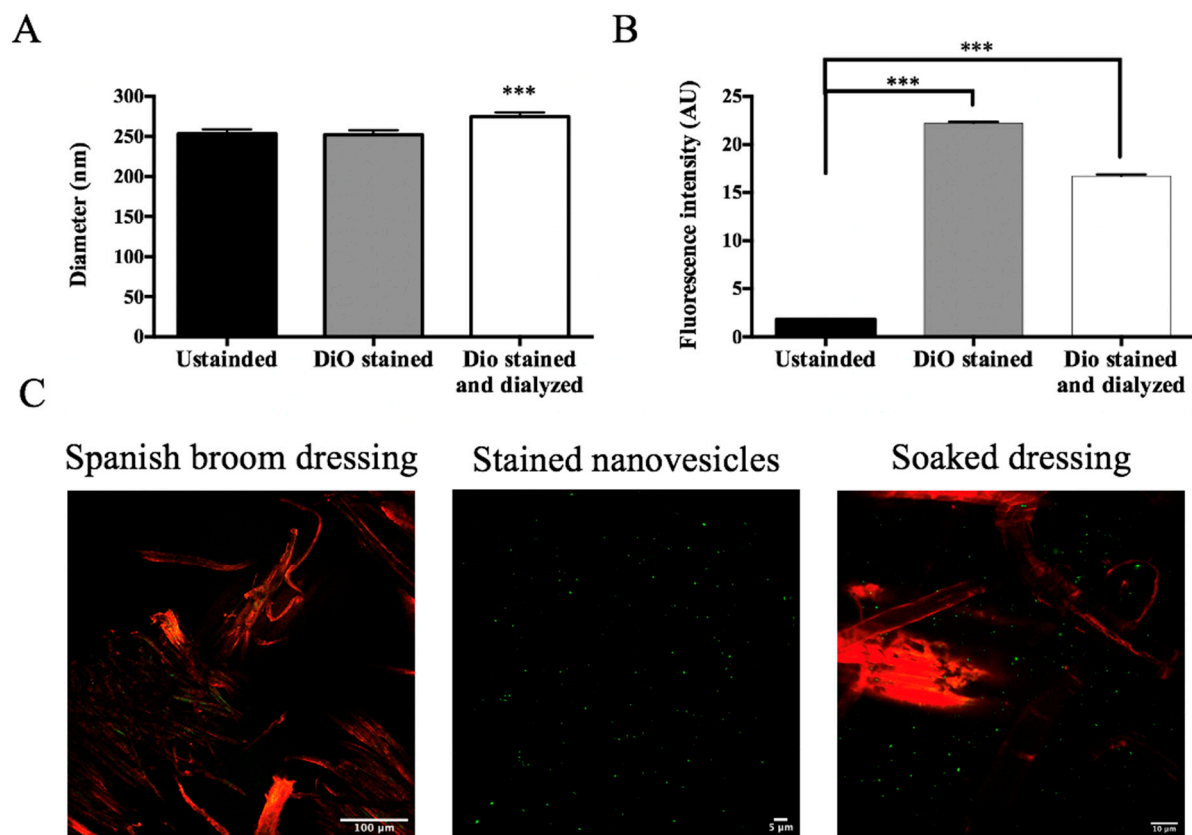 A
B
***
***
***
Diameter (nm)
300
250
200
150
100
50
0
Ustainded
DiO stained
Dio stained
and dialyzed
Fluorescence intensity (AU)
25
20
15
10
5
0
Ustainded
DiO stained
Dio stained
and dialyzed
C
Spanish broom dressing
Stained nanovesicles
Soaked dressing
100 µm
5 µm
10 µm